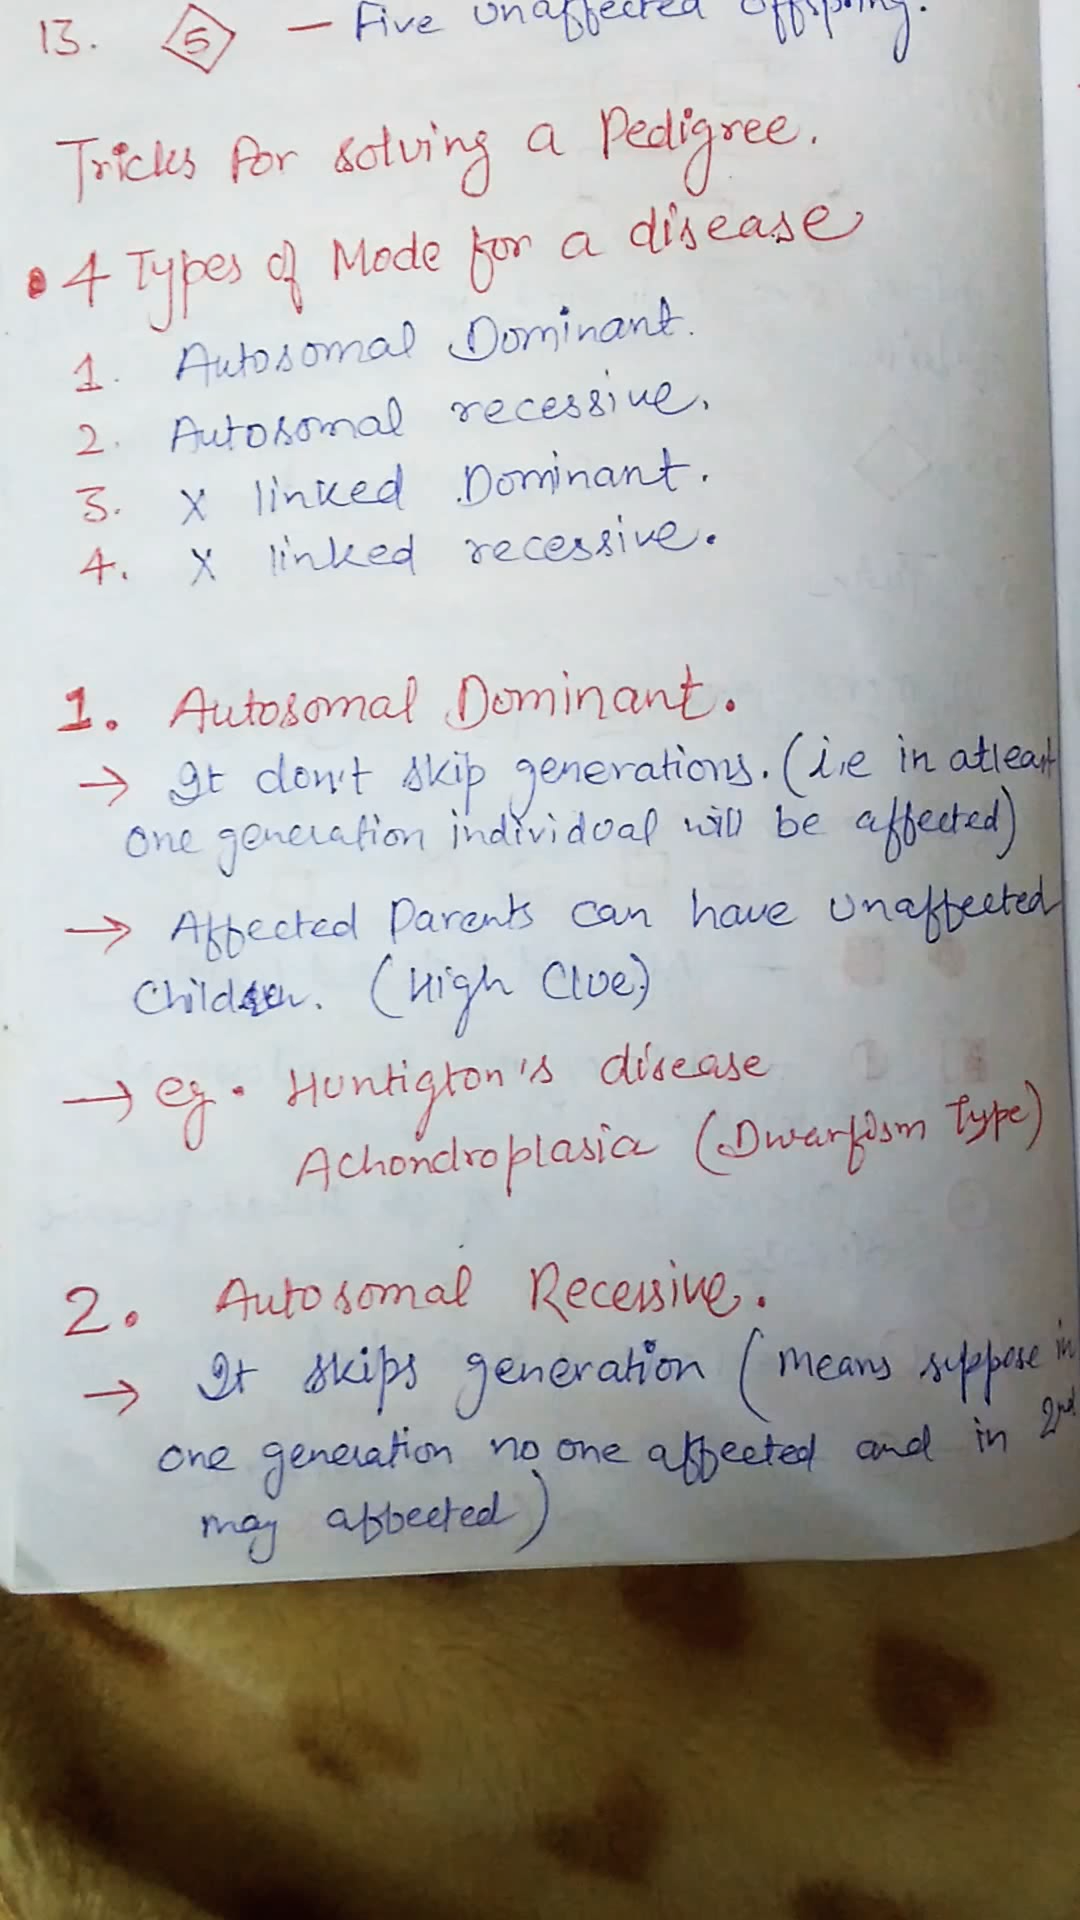 13. 5 — Five unaffected offspring.
Tricks for solving a Pedigree.
• 4 Types of Mode for a disease
1. Autosomal Dominant.
2. Autosomal recessive.
3. X linked Dominant.
4. X linked recessive.
1. Autosomal Dominant.
→ It don't skip generations. (i.e in atleast
one generation individual will be affected)
→ Affected Parents can have unaffected
children. (High Clue)
→ eg. Huntigton's disease
Achondroplasia (Dwarfism Type)
2. Autosomal Recessive.
→ It skips generation (means suppose in
one generation no one affected and in 2nd
may affected)